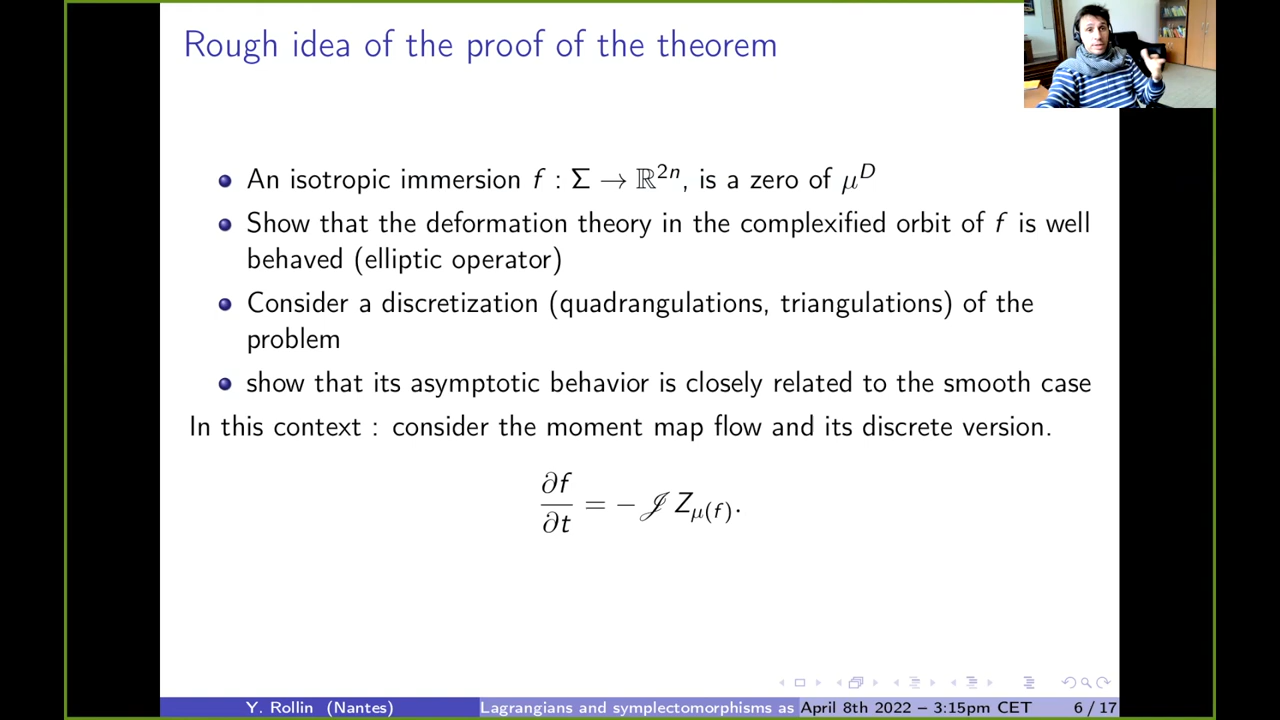 Rough idea of the proof of the theorem
An isotropic immersion f : Σ → ℝ²ⁿ, is a zero of μᴰ
Show that the deformation theory in the complexified orbit of f is well
behaved (elliptic operator)
Consider a discretization (quadrangulations, triangulations) of the
problem
show that its asymptotic behavior is closely related to the smooth case
In this context : consider the moment map flow and its discrete version.
∂f/∂t = − 𝒥 Z_μ(f).
Y. Rollin (Nantes) Lagrangians and symplectomorphisms as April 8th 2022 – 3:15pm CET 6 / 17